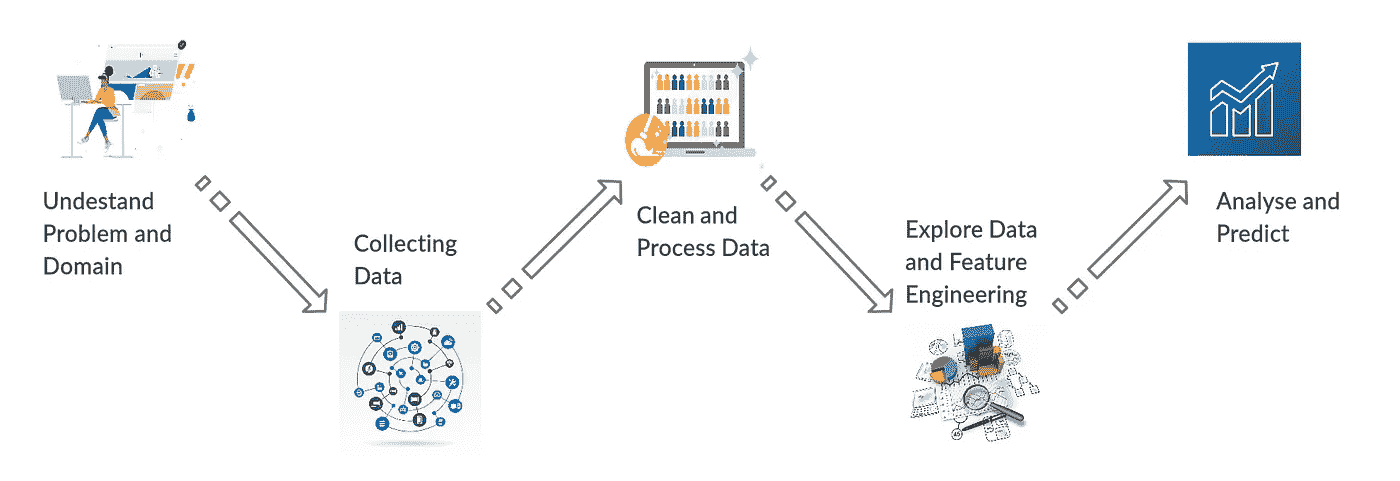 Undestand
Problem and
Domain
Collecting
Data
Clean and
Process Data
Explore Data
and Feature
Engineering
Analyse and
Predict